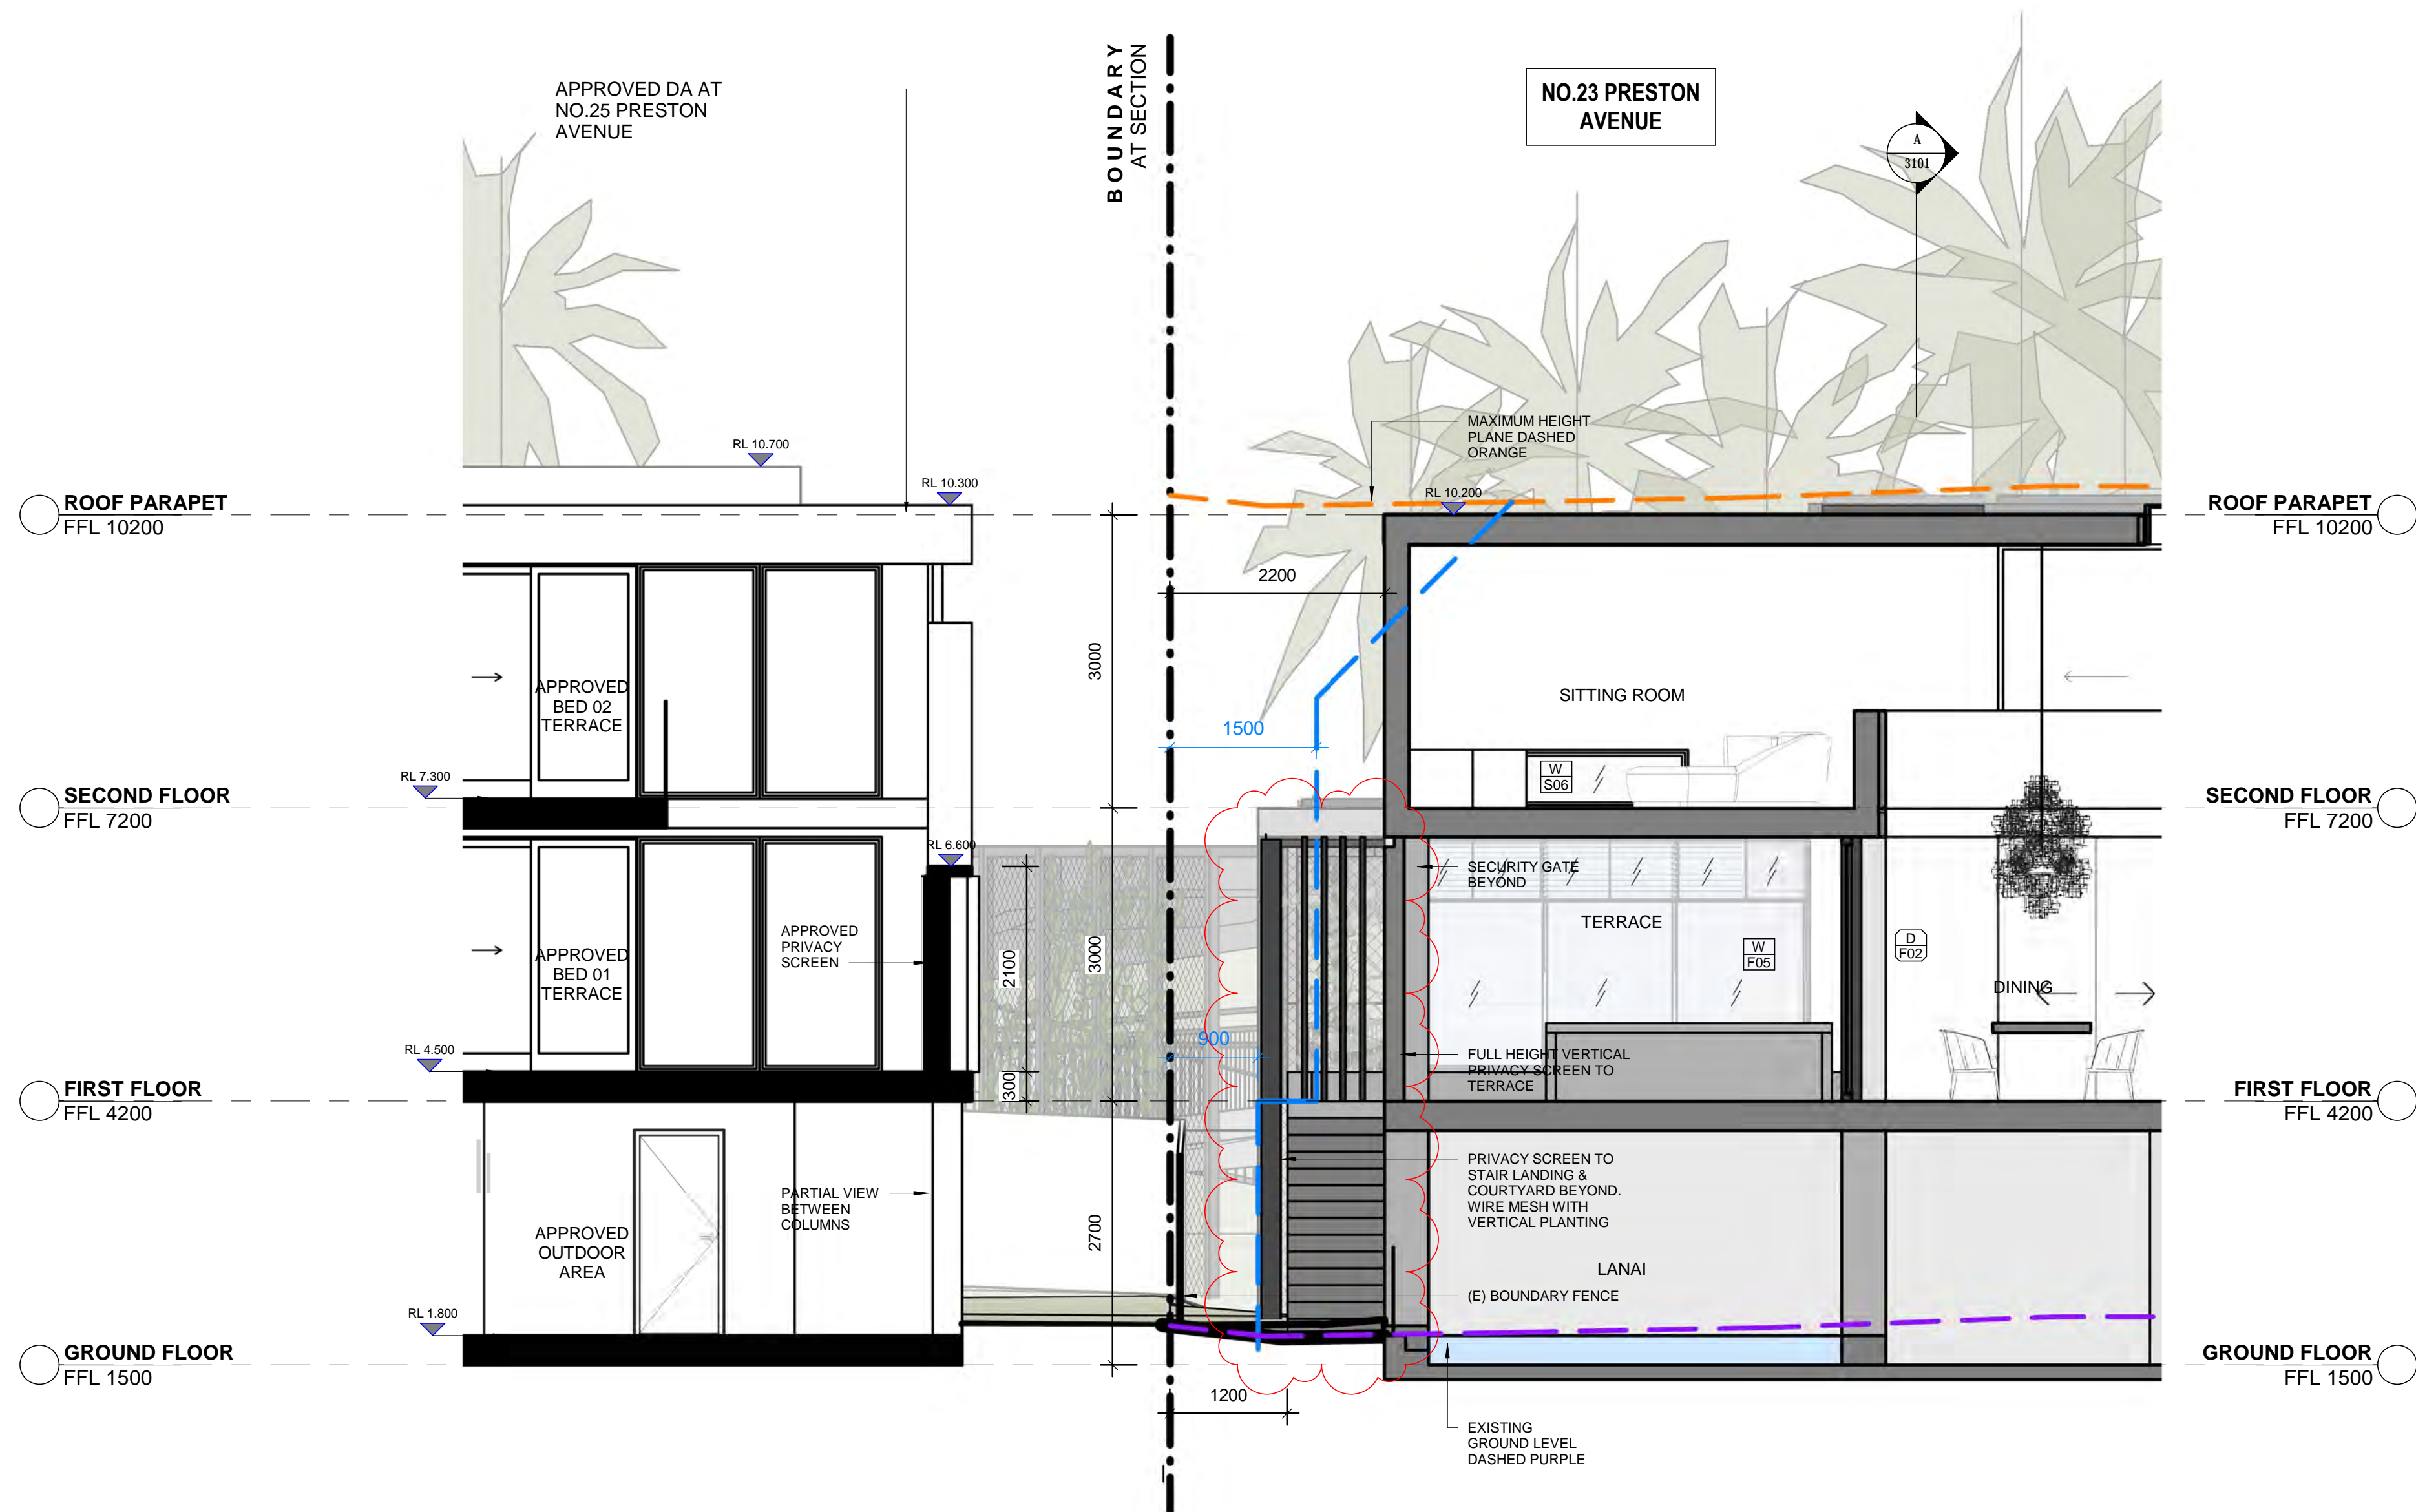 APPROVED DA AT
NO.25 PRESTON
AVENUE
BOUNDARY
AT SECTION
NO.23 PRESTON
AVENUE
A
3101
MAXIMUM HEIGHT
PLANE DASHED
ORANGE
RL 10.700
RL 10.300
RL 10.200
ROOF PARAPET
FFL 10200
ROOF PARAPET
FFL 10200
2200
3000
APPROVED
BED 02
TERRACE
SITTING ROOM
1500
RL 7.300
W
S06
SECOND FLOOR
FFL 7200
SECOND FLOOR
FFL 7200
RL 6.600
SECURITY GATE
BEYOND
TERRACE
APPROVED
PRIVACY
SCREEN
W
F05
D
F02
APPROVED
BED 01
TERRACE
2100
3000
DINING
900
RL 4.500
FULL HEIGHT VERTICAL
PRIVACY SCREEN TO
TERRACE
300
FIRST FLOOR
FFL 4200
FIRST FLOOR
FFL 4200
PRIVACY SCREEN TO
STAIR LANDING &
COURTYARD BEYOND.
WIRE MESH WITH
VERTICAL PLANTING
PARTIAL VIEW
BETWEEN
COLUMNS
2700
APPROVED
OUTDOOR
AREA
LANAI
(E) BOUNDARY FENCE
RL 1.800
GROUND FLOOR
FFL 1500
GROUND FLOOR
FFL 1500
1200
EXISTING
GROUND LEVEL
DASHED PURPLE